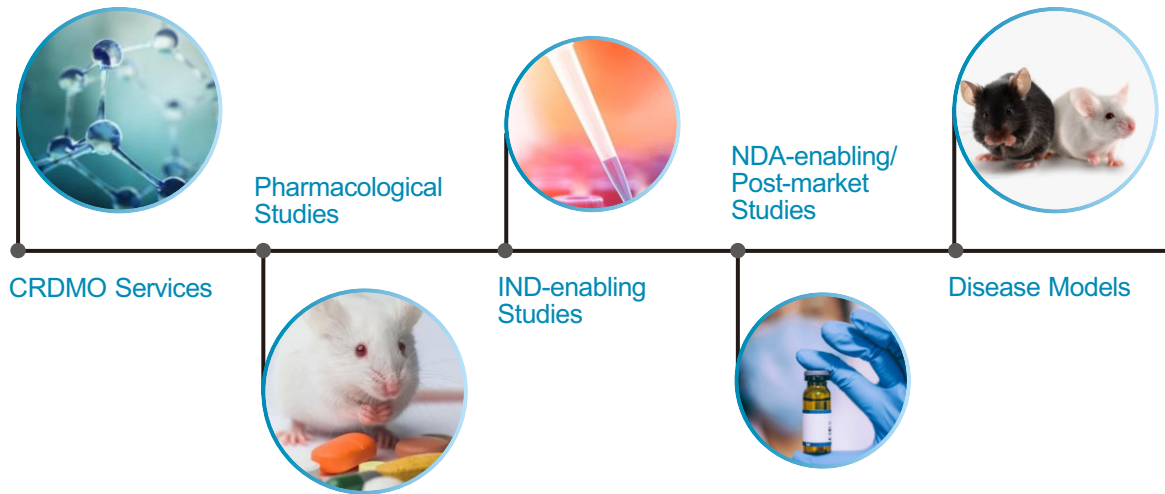 CRDMO Services
Pharmacological
Studies
IND-enabling
Studies
NDA-enabling/
Post-market
Studies
Disease Models